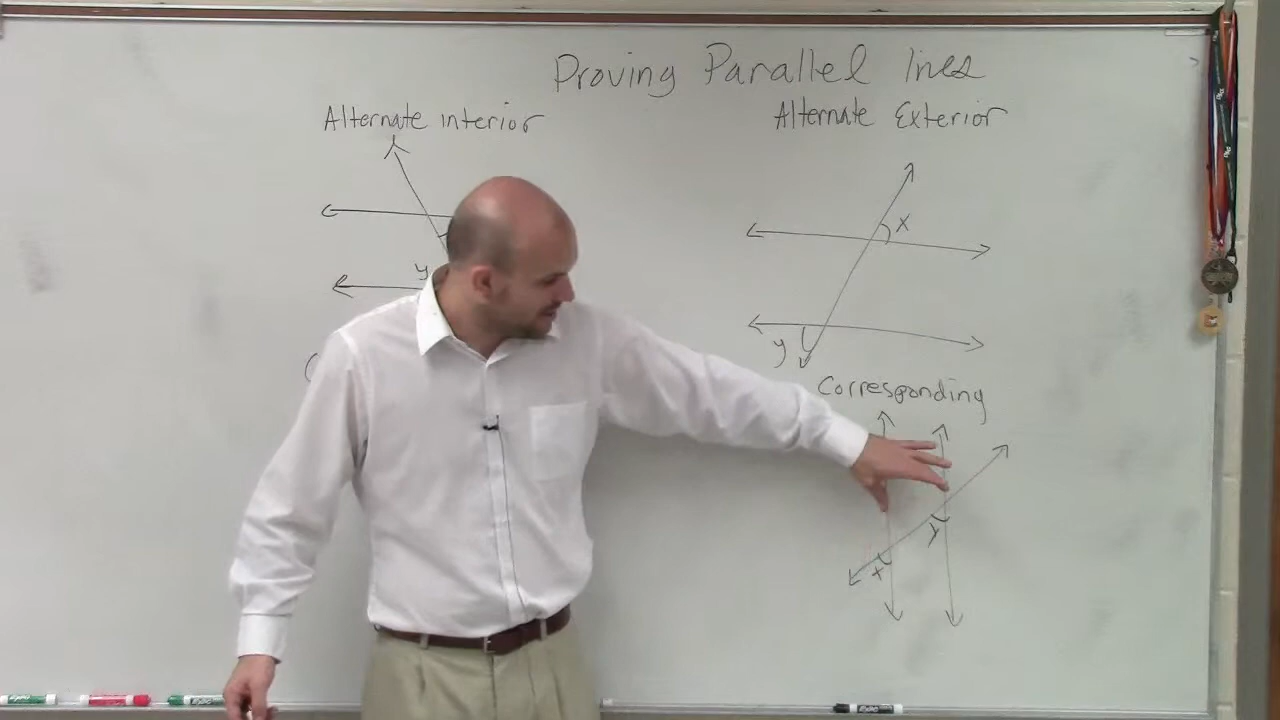 Proving Parallel lines
Alternate interior
Alternate Exterior
x
y
y
Corresponding
y
x